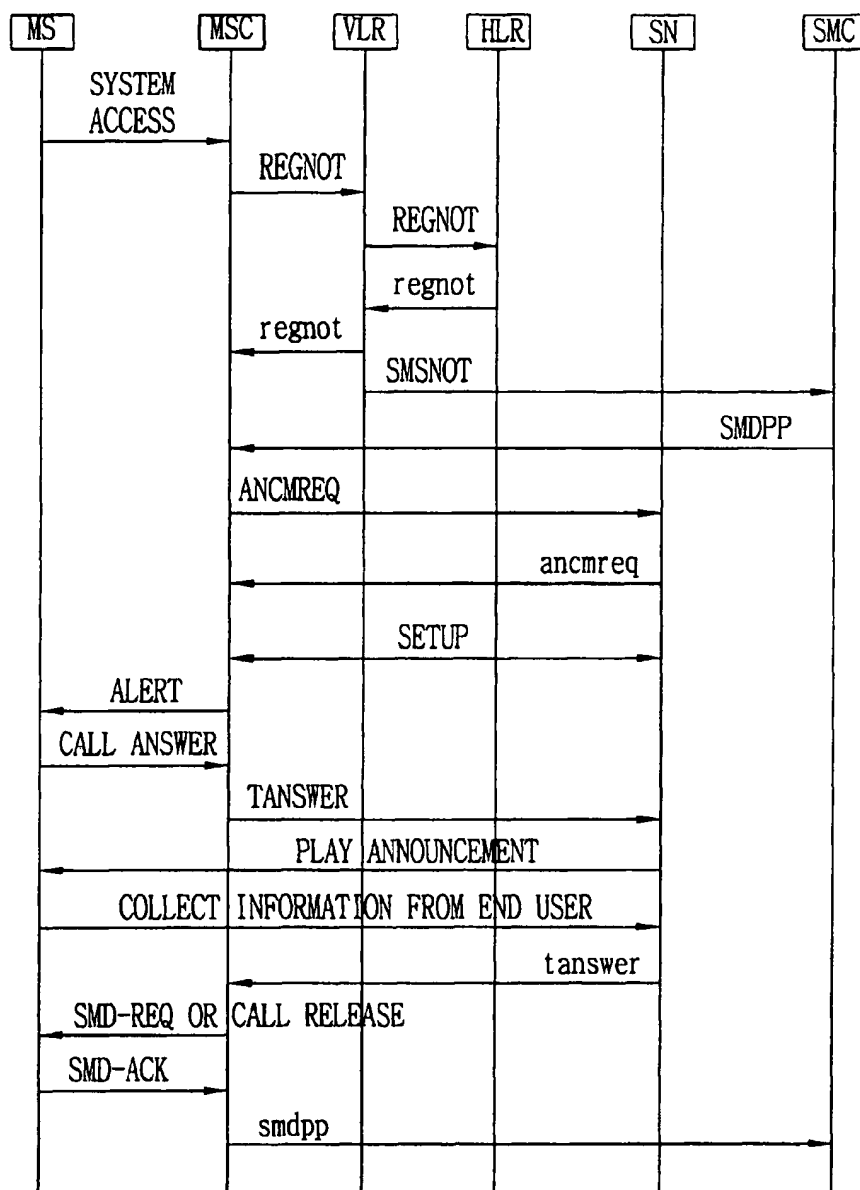 MS MSC VLR HLR SN SMC
SYSTEM
ACCESS
REGNOT
REGNOT
regnot
regnot
SMSNOT
SMDPP
ANCMREQ
ancmreq
SETUP
ALERT
CALL ANSWER
TANSWER
PLAY ANNOUNCEMENT
COLLECT INFORMATION FROM END USER
tanswer
SMD-REQ OR CALL RELEASE
SMD-ACK
smdpp